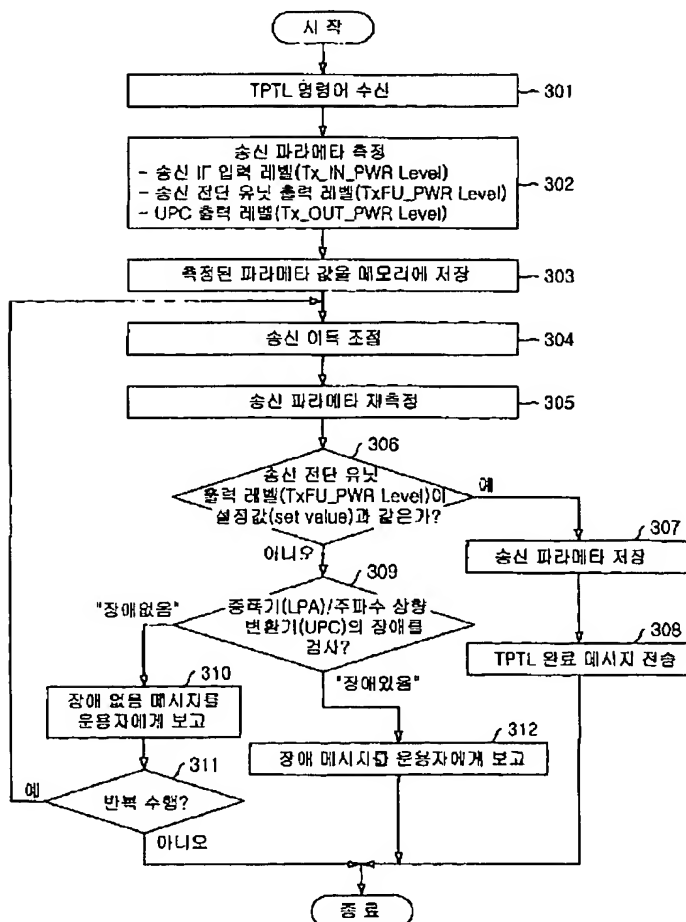 시 작
TPTL 명령어 수신
301
송신 파라메타 측정
- 송신 IF 입력 레벨(Tx_IN_PWR Level)
- 송신 전단 유닛 출력 레벨(TxFU_PWR Level)
- UPC 출력 레벨(Tx_OUT_PWR Level)
302
측정된 파라메타 값을 메모리에 저장
303
송신 이득 조절
304
송신 파라메타 재측정
305
306
송신 전단 유닛
출력 레벨(TxFU_PWR Level)이
설정값(set value)과 같은가?
예
아니오
307
송신 파라메타 저장
308
TPTL 완료 메시지 전송
309
증폭기(LPA)/주파수 상향
변환기(UPC)의 장애를
검사?
"장애없음"
"장애있음"
310
장애 없음 메시지를
운용자에게 보고
312
장애 메시지를 운용자에게 보고
311
예
반복 수행?
아니오
종 료